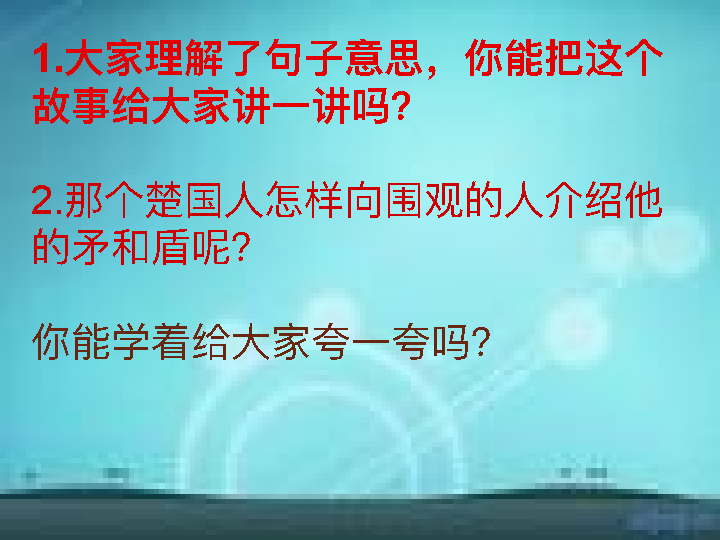 1.大家理解了句子意思，你能把这个
故事给大家讲一讲吗?
2.那个楚国人怎样向围观的人介绍他
的矛和盾呢?
你能学着给大家夸一夸吗?